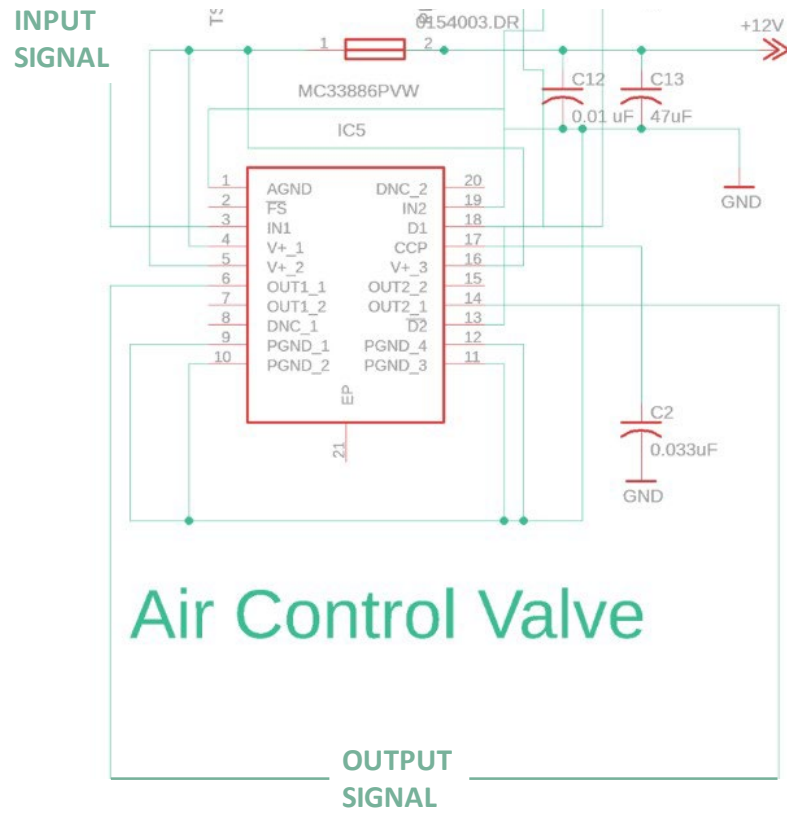 INPUT
SIGNAL
TS
0154003.DR
+12V
1
2
MC33886PVW
C12
C13
0.01 uF
47uF
IC5
GND
1
AGND
DNC_2
20
2
FS
IN2
19
3
IN1
D1
18
4
V+_1
CCP
17
5
V+_2
V+_3
16
6
OUT1_1
OUT2_2
15
7
OUT1_2
OUT2_1
14
8
DNC_1
D2
13
9
PGND_1
PGND_4
12
10
PGND_2
PGND_3
11
EP
21
C2
0.033uF
GND
Air Control Valve
OUTPUT
SIGNAL